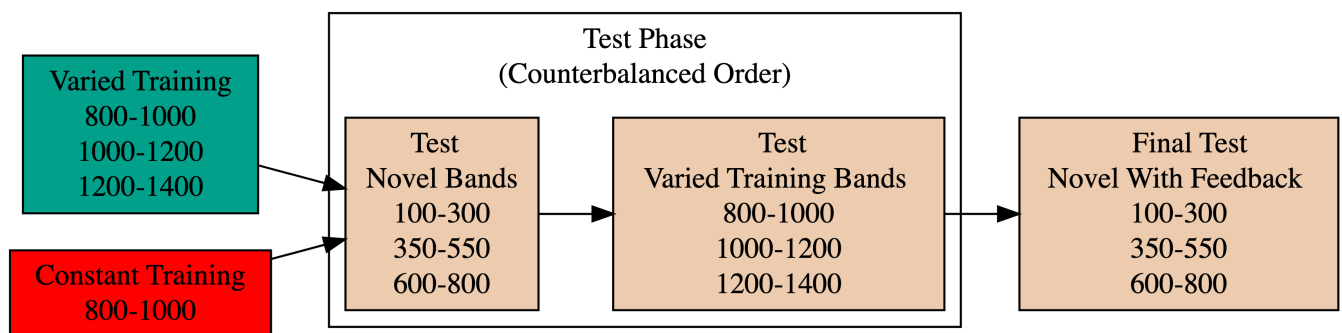 Varied Training
800-1000
1000-1200
1200-1400
Constant Training
800-1000
Test Phase
(Counterbalanced Order)
Test
Novel Bands
100-300
350-550
600-800
Test
Varied Training Bands
800-1000
1000-1200
1200-1400
Final Test
Novel With Feedback
100-300
350-550
600-800